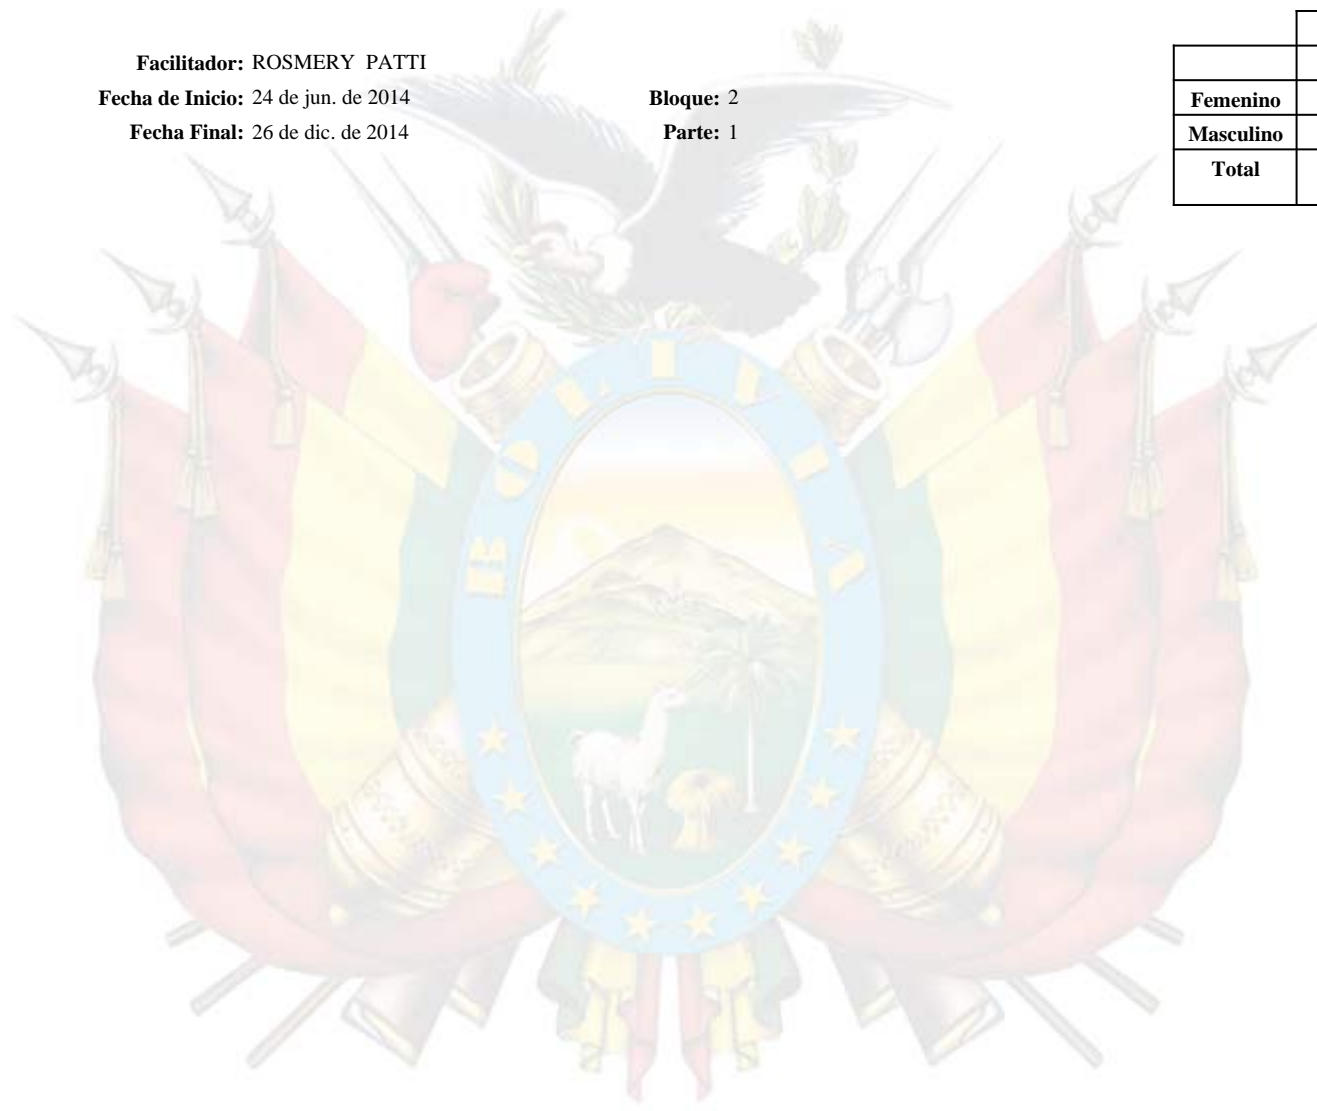 Facilitador: ROSMERY PATTI
Fecha de Inicio: 24 de jun. de 2014 Bloque: 2
Fecha Final: 26 de dic. de 2014 Parte: 1
Femenino
Masculino
Total
BOLIVIA